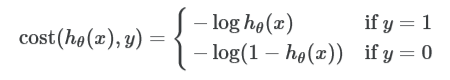 cost(hθ(x), y) = { − log hθ(x) if y = 1
− log(1 − hθ(x)) if y = 0